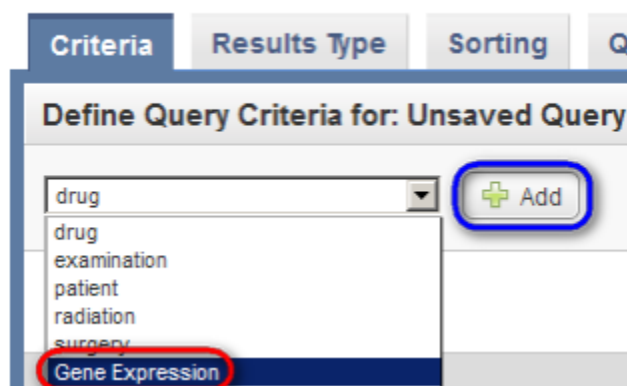 Criteria Results Type Sorting Q
Define Query Criteria for: Unsaved Query
drug Add
drug
examination
patient
radiation
surgery
Gene Expression